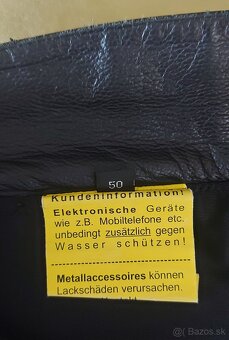 50
Kundeninformation!
Elektronische Geräte
wie z.B. Mobiltelefone etc.
unbedingt zusätzlich gegen
Wasser schützen!
Metallaccessoires können
Lackschäden verursachen.
Bazos.sk